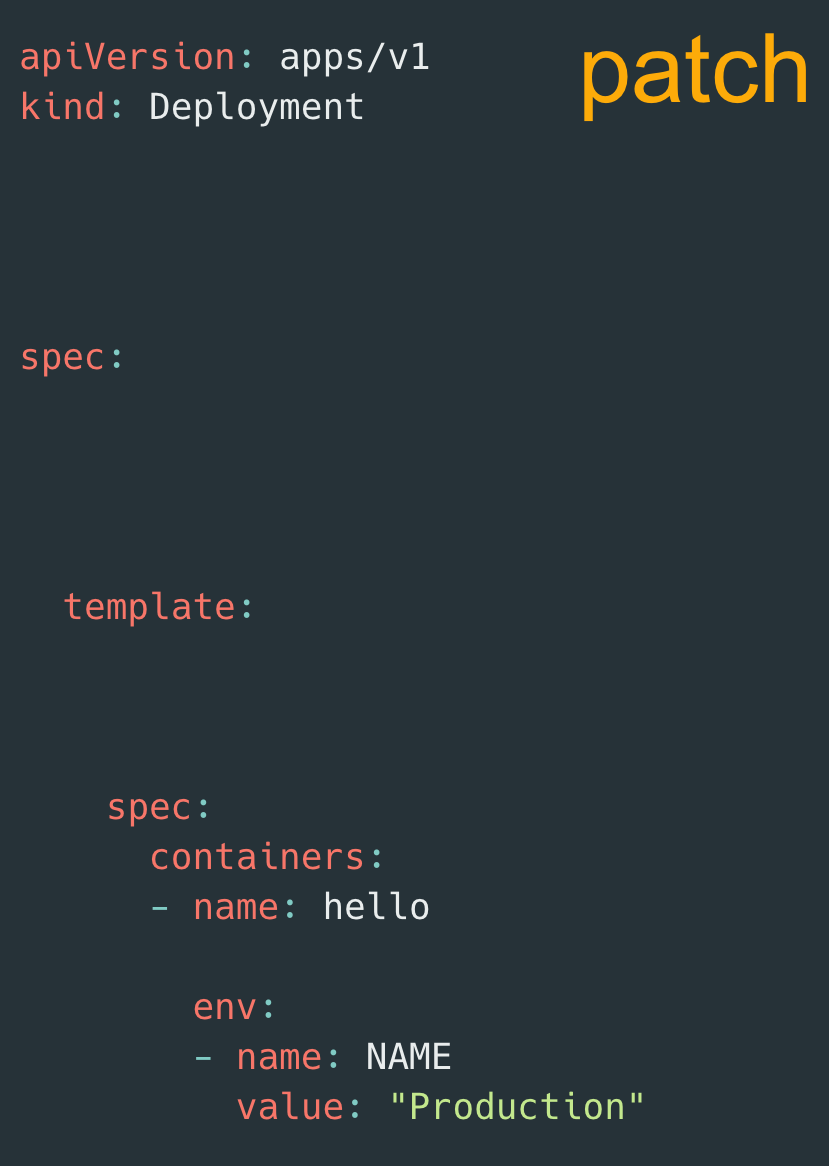 apiVersion: apps/v1
patch
kind: Deployment
spec:
  template:
    spec:
      containers:
      - name: hello
        env:
        - name: NAME
          value: "Production"